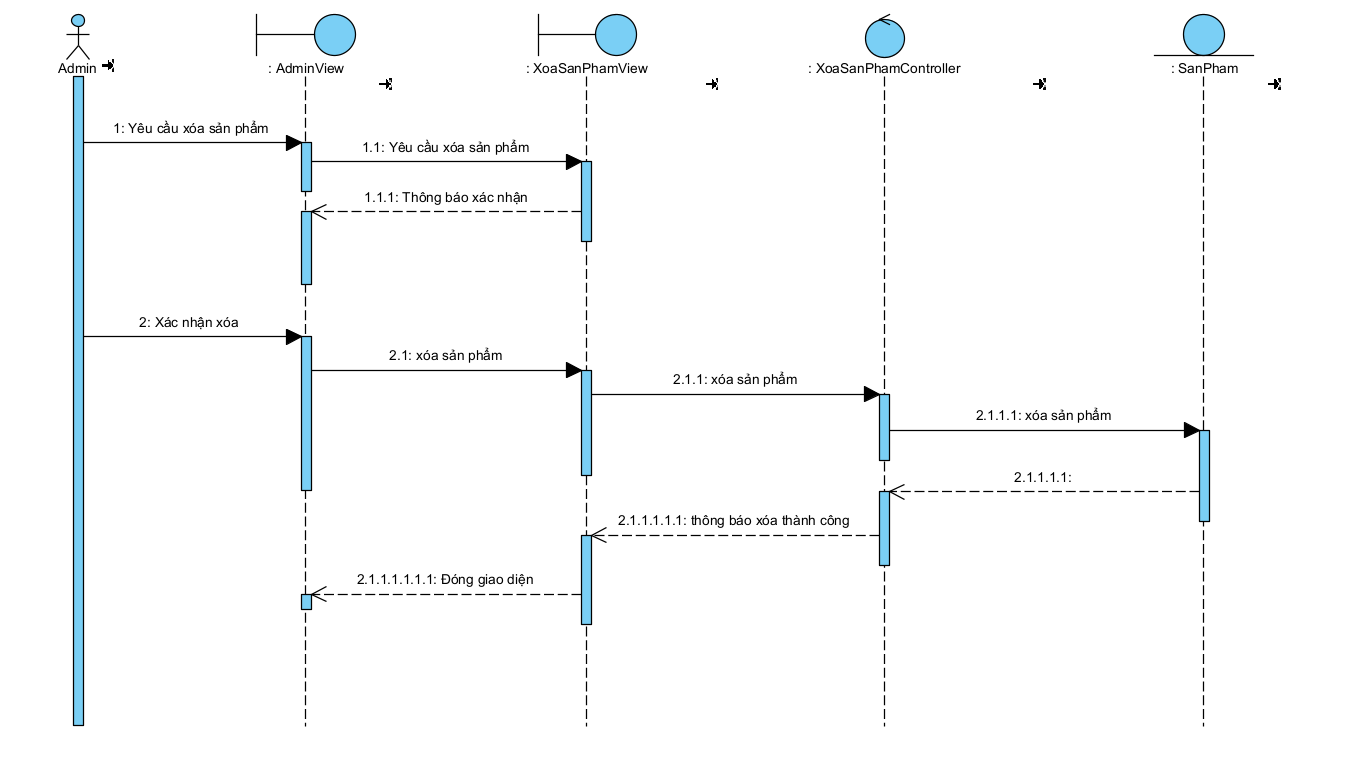 Admin
: AdminView
: XoaSanPhamView
: XoaSanPhamController
: SanPham
1: Yêu cầu xóa sản phẩm
1.1: Yêu cầu xóa sản phẩm
1.1.1: Thông báo xác nhận
2: Xác nhận xóa
2.1: xóa sản phẩm
2.1.1: xóa sản phẩm
2.1.1.1: xóa sản phẩm
2.1.1.1.1:
2.1.1.1.1.1: thông báo xóa thành công
2.1.1.1.1.1.1: Đóng giao diện